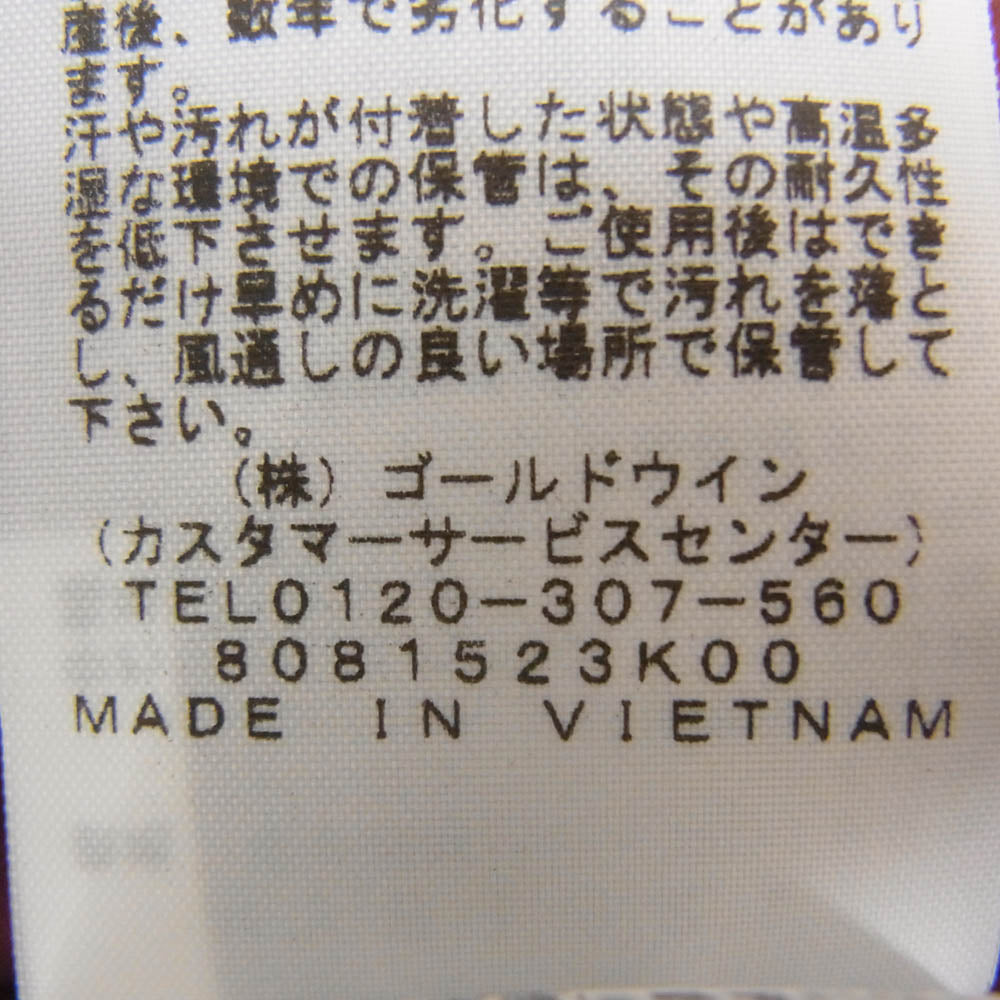 産後、数年で劣化することがあり
ます。
汗や汚れが付着した状態や高温多
湿な環境での保管は、その耐久性
を低下させます。ご使用後はでき
るだけ早めに洗濯等で汚れを落と
し、風通しの良い場所で保管して
下さい。
(株)ゴールドウイン
(カスタマーサービスセンター)
TEL0120-307-560
8081523K00
MADE IN VIETNAM